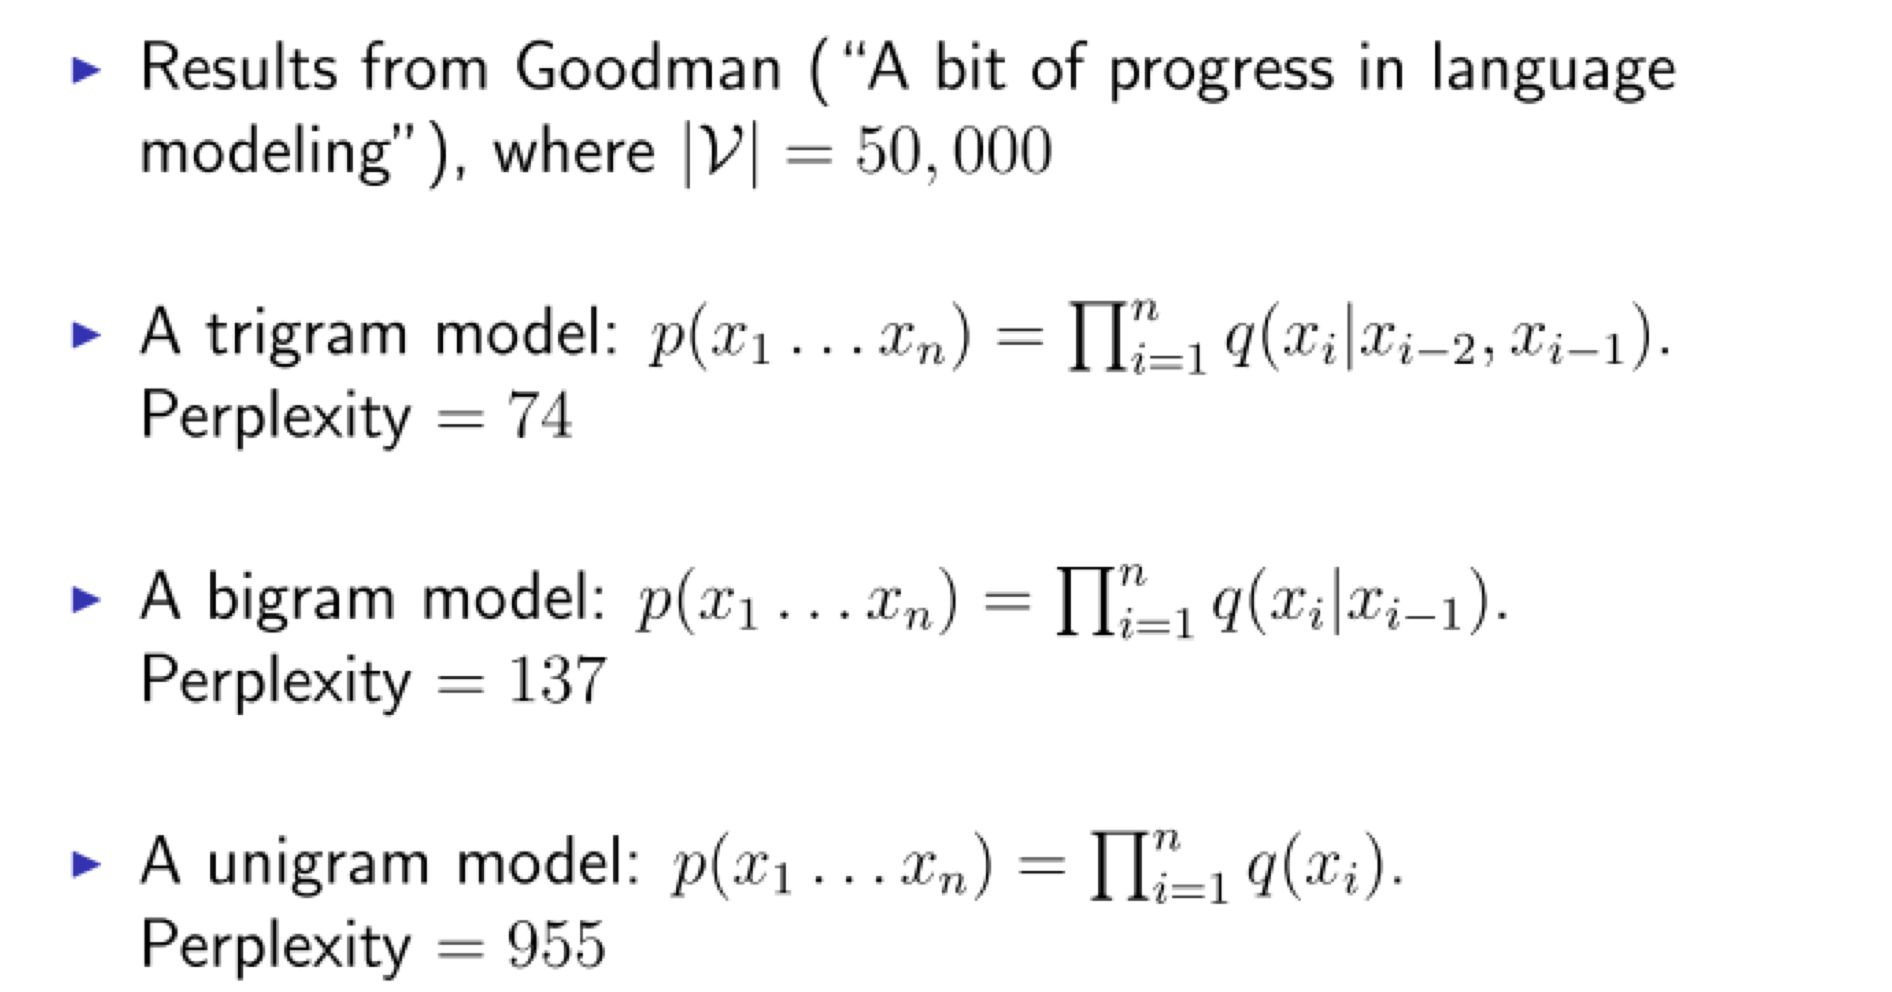 ▶ Results from Goodman (“A bit of progress in language
modeling”), where |𝒱| = 50, 000
▶ A trigram model: p(x₁ … xₙ) = ∏ⁿᵢ₌₁ q(xᵢ|xᵢ₋₂, xᵢ₋₁).
Perplexity = 74
▶ A bigram model: p(x₁ … xₙ) = ∏ⁿᵢ₌₁ q(xᵢ|xᵢ₋₁).
Perplexity = 137
▶ A unigram model: p(x₁ … xₙ) = ∏ⁿᵢ₌₁ q(xᵢ).
Perplexity = 955